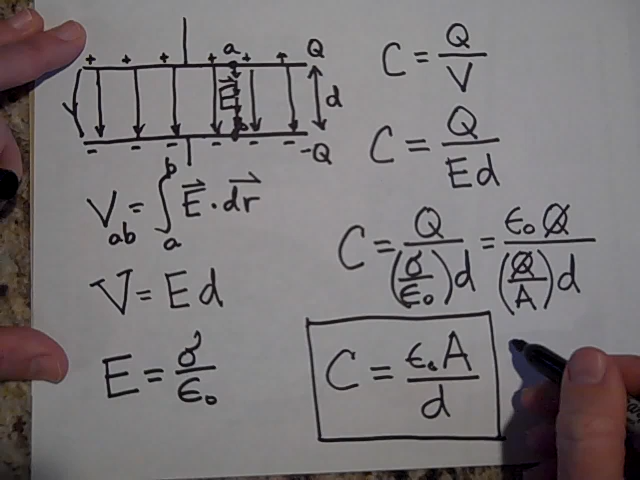 + + + + a + + Q
E⃗ d
- - - - b - - -Q
V_ab = ∫_a^b E⃗ · dr⃗
V = Ed
E = σ/ε₀
C = Q/V
C = Q/Ed
C = Q/((σ/ε₀)d) = ε₀Q/((Q/A)d)
C = ε₀A/d